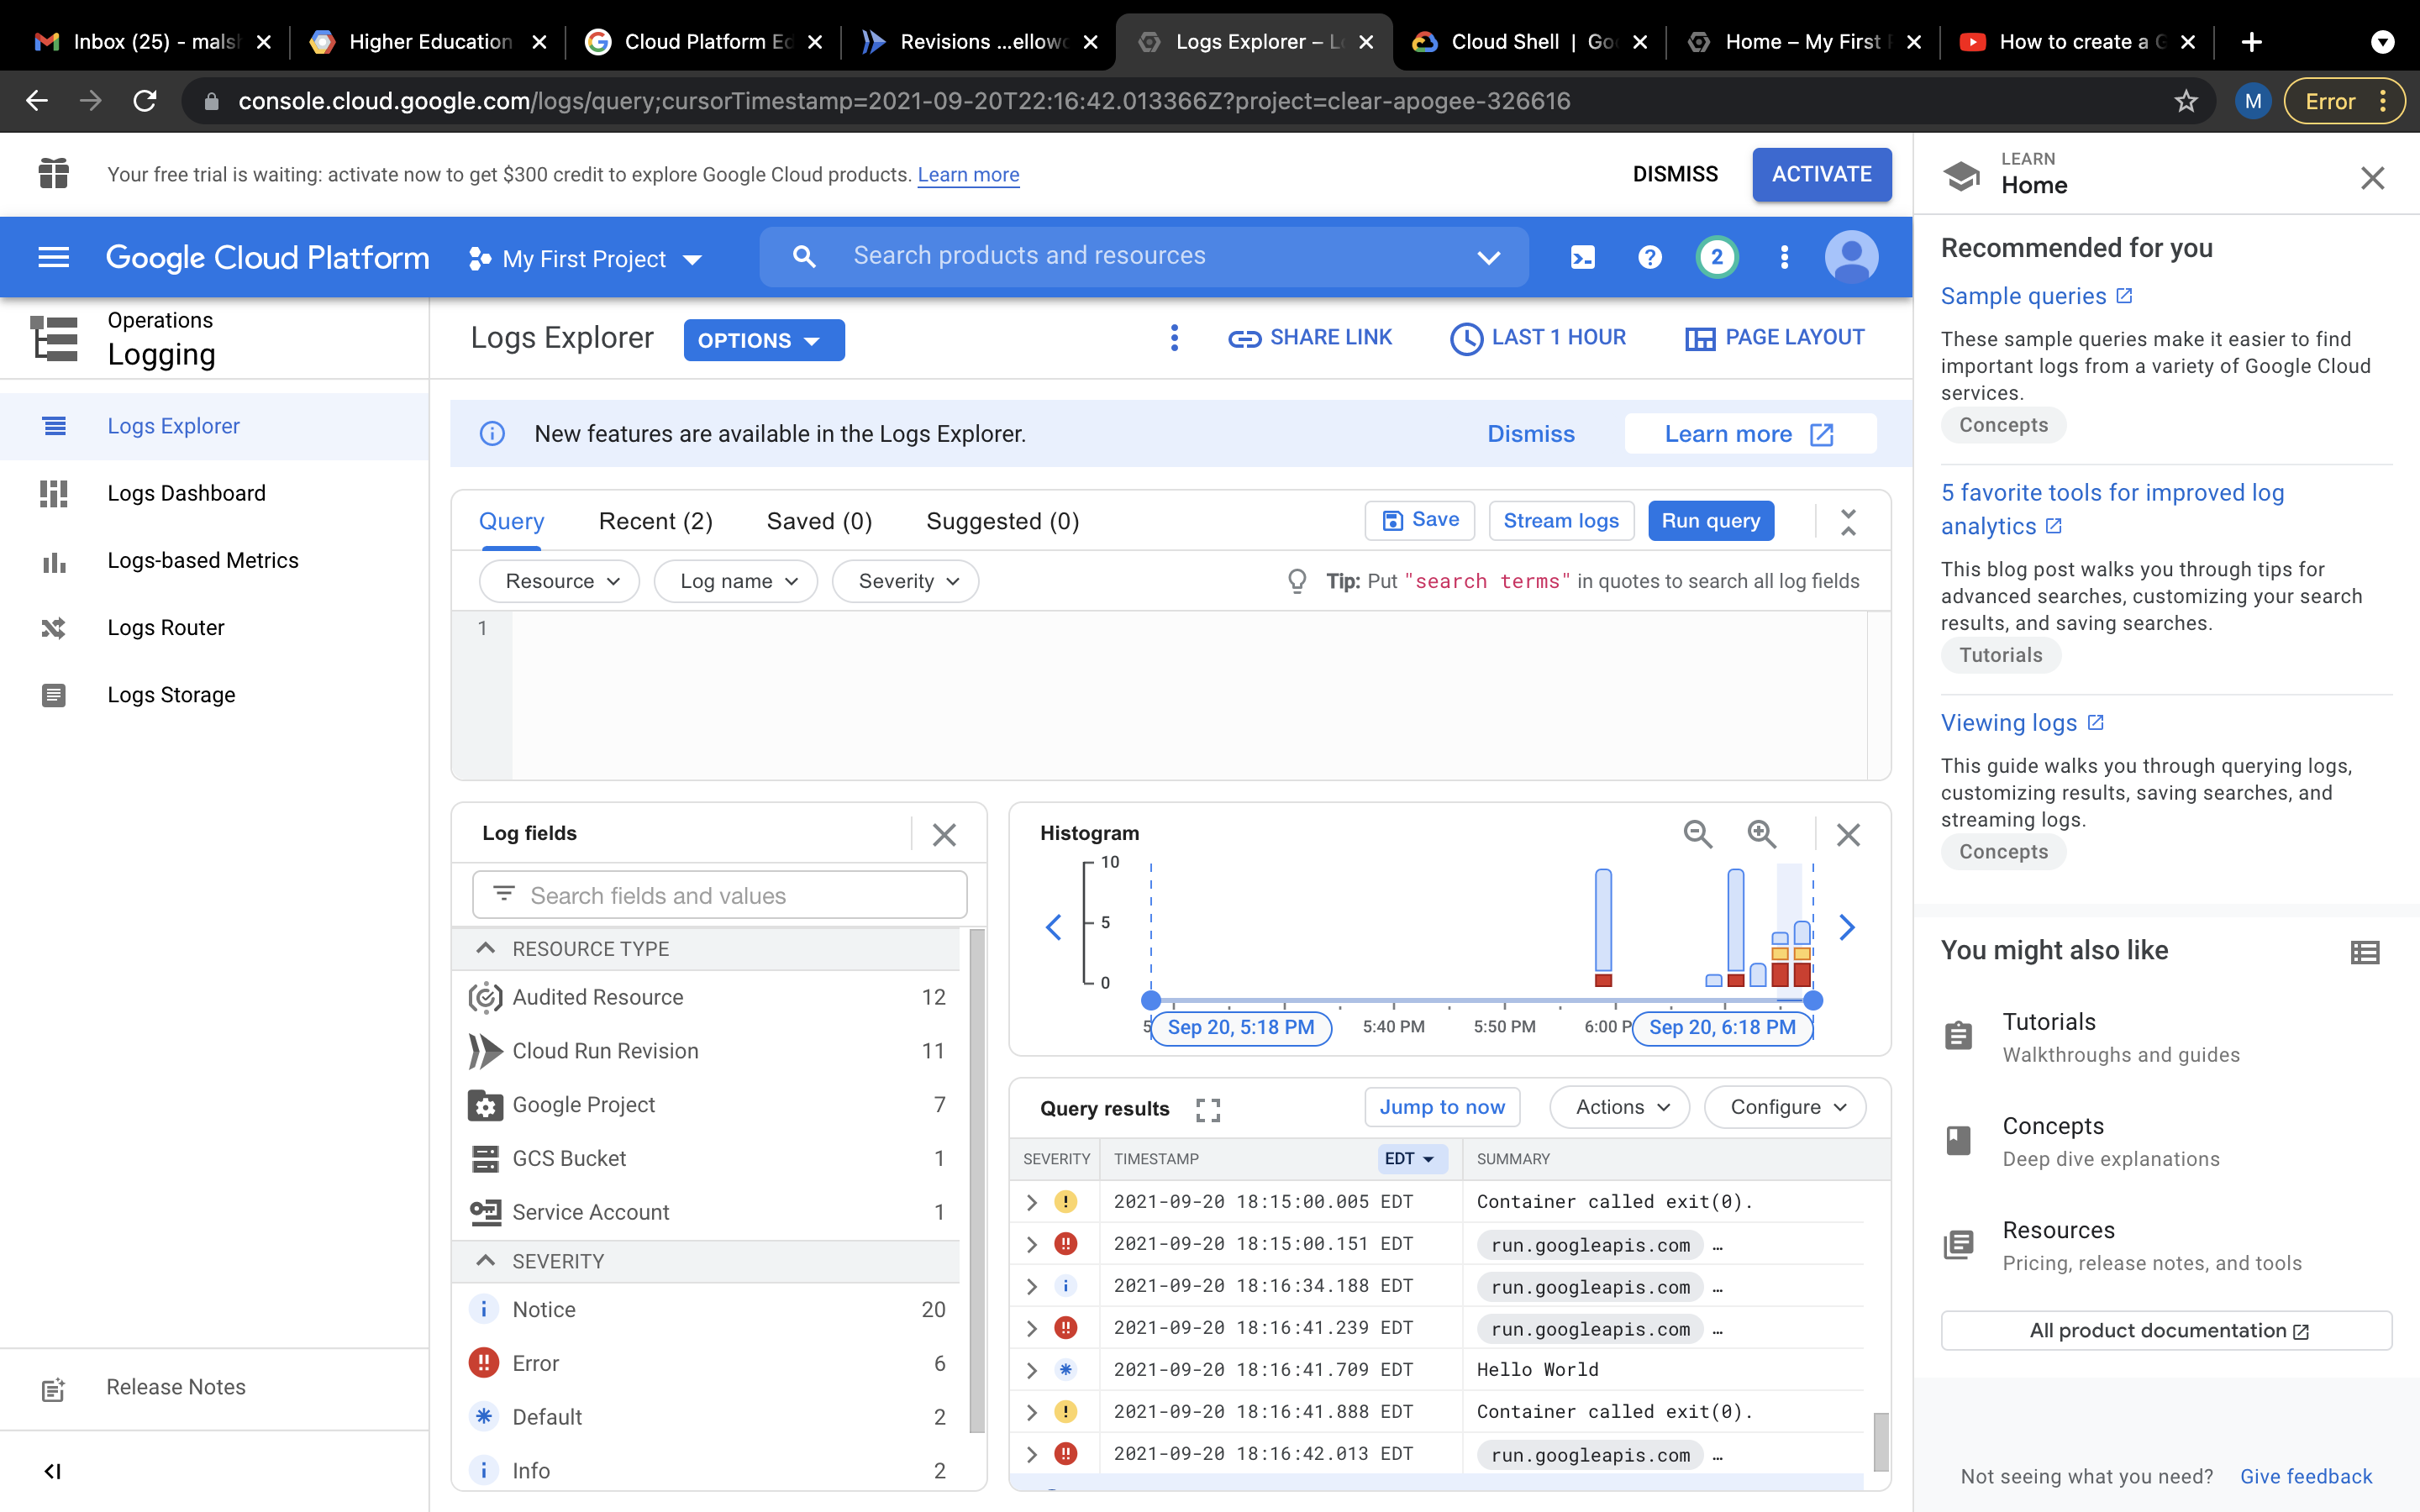 Inbox (25) - malsh
Higher Education
Cloud Platform Ed
Revisions ...ellowo
Logs Explorer – Lo
Cloud Shell | Goo
Home – My First P
How to create a G
console.cloud.google.com/logs/query;cursorTimestamp=2021-09-20T22:16:42.013366Z?project=clear-apogee-326616
M
Error
Your free trial is waiting: activate now to get $300 credit to explore Google Cloud products. Learn more
DISMISS
ACTIVATE
Google Cloud Platform
My First Project
Search products and resources
2
Operations
Logging
Logs Explorer
Logs Dashboard
Logs-based Metrics
Logs Router
Logs Storage
Release Notes
Logs Explorer
OPTIONS
SHARE LINK
LAST 1 HOUR
PAGE LAYOUT
New features are available in the Logs Explorer.
Dismiss
Learn more
Query
Recent (2)
Saved (0)
Suggested (0)
Save
Stream logs
Run query
Resource
Log name
Severity
Tip: Put "search terms" in quotes to search all log fields
1
Log fields
Search fields and values
RESOURCE TYPE
Audited Resource 12
Cloud Run Revision 11
Google Project 7
GCS Bucket 1
Service Account 1
SEVERITY
Notice 20
Error 6
Default 2
Info 2
Histogram
10
5
0
5
Sep 20, 5:18 PM
5:40 PM
5:50 PM
6:00 P
Sep 20, 6:18 PM
Query results
Jump to now
Actions
Configure
SEVERITY TIMESTAMP EDT SUMMARY
2021-09-20 18:15:00.005 EDT Container called exit(0).
2021-09-20 18:15:00.151 EDT run.googleapis.com …
2021-09-20 18:16:34.188 EDT run.googleapis.com …
2021-09-20 18:16:41.239 EDT run.googleapis.com …
2021-09-20 18:16:41.709 EDT Hello World
2021-09-20 18:16:41.888 EDT Container called exit(0).
2021-09-20 18:16:42.013 EDT run.googleapis.com …
LEARN
Home
Recommended for you
Sample queries
These sample queries make it easier to find
important logs from a variety of Google Cloud
services.
Concepts
5 favorite tools for improved log
analytics
This blog post walks you through tips for
advanced searches, customizing your search
results, and saving searches.
Tutorials
Viewing logs
This guide walks you through querying logs,
customizing results, saving searches, and
streaming logs.
Concepts
You might also like
Tutorials
Walkthroughs and guides
Concepts
Deep dive explanations
Resources
Pricing, release notes, and tools
All product documentation
Not seeing what you need? Give feedback